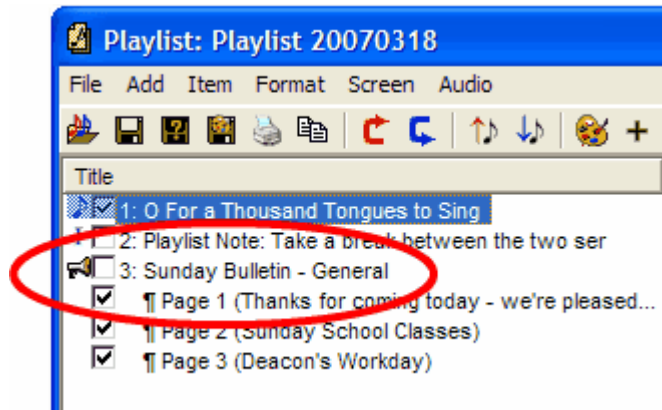 Playlist: Playlist 20070318
File Add Item Format Screen Audio
Title
1: O For a Thousand Tongues to Sing
2: Playlist Note: Take a break between the two ser
3: Sunday Bulletin - General
¶ Page 1 (Thanks for coming today - we're pleased...
¶ Page 2 (Sunday School Classes)
¶ Page 3 (Deacon's Workday)